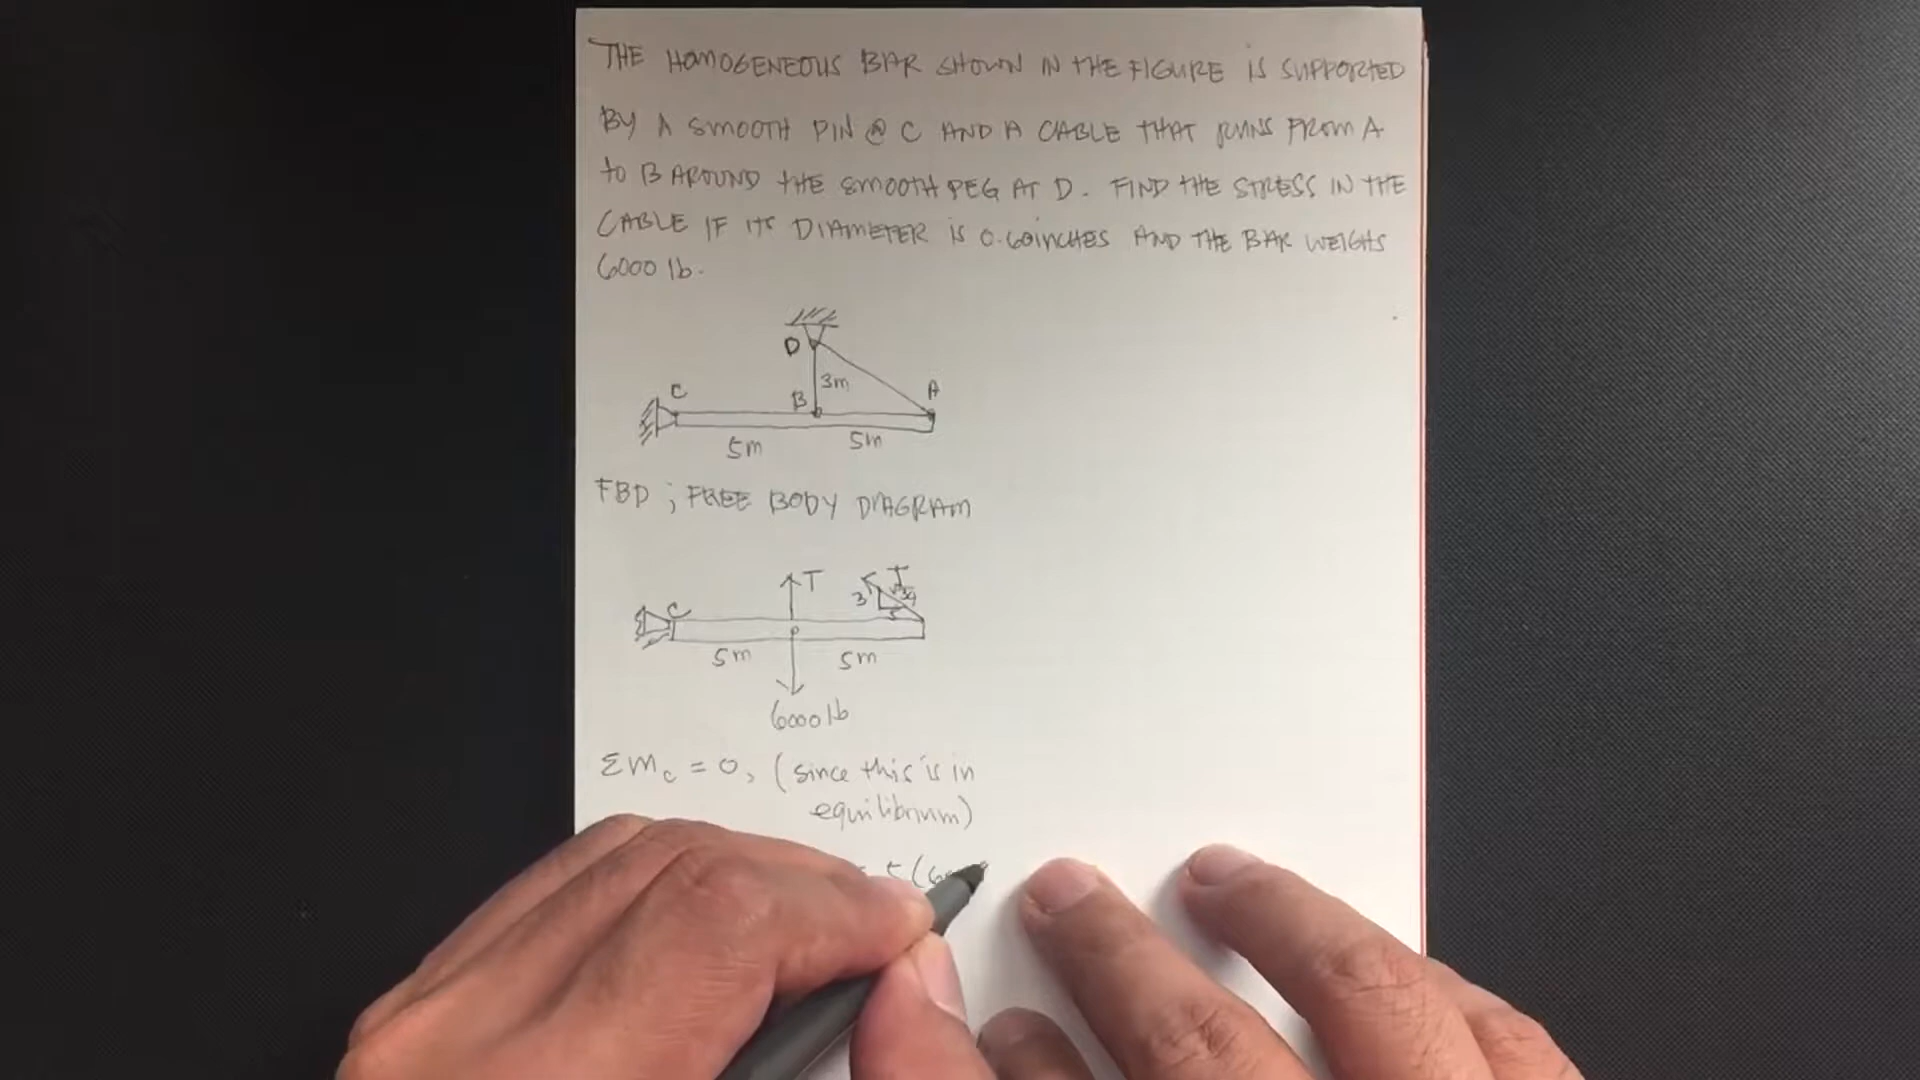 THE HOMOGENEOUS BAR SHOWN IN THE FIGURE IS SUPPORTED
BY A SMOOTH PIN @ C AND A CABLE THAT RUNS FROM A
TO B AROUND THE SMOOTH PEG AT D. FIND THE STRESS IN THE
CABLE IF ITS DIAMETER IS 0.60 INCHES AND THE BAR WEIGHS
6000 lb.
D
3m
C
B
A
5m
5m
FBD ; FREE BODY DIAGRAM
T
T
3
√34
5
C
5m
5m
6000 lb
ΣMc = 0, (since this is in
equilibrium)
5(